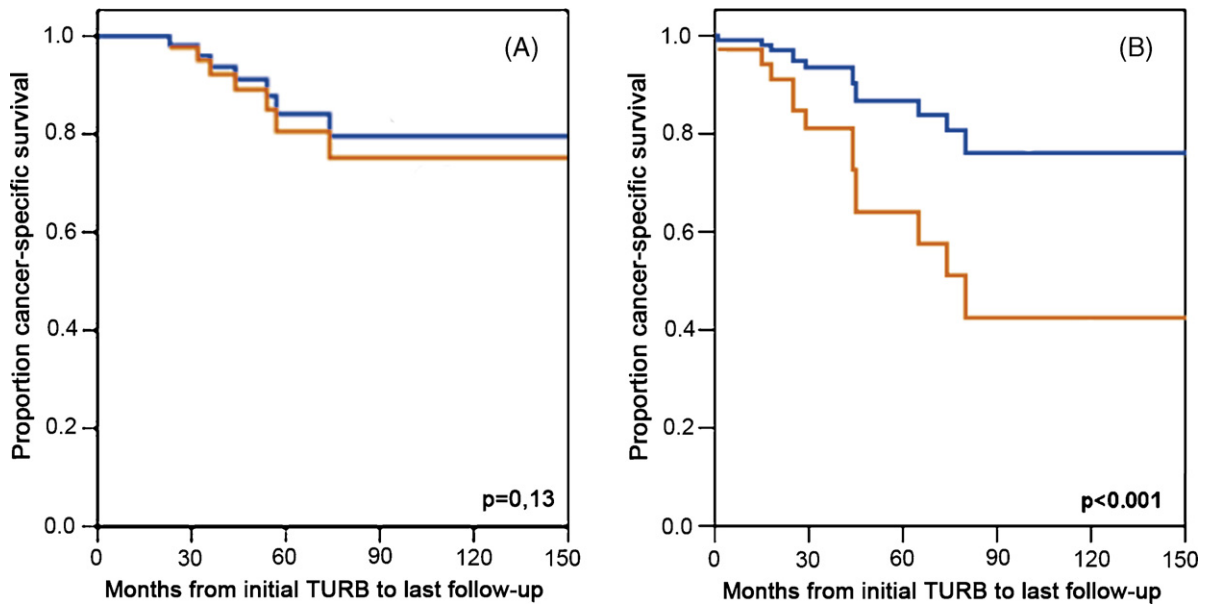 (A)
Proportion cancer-specific survival
1.0
0.8
0.6
0.4
0.2
0.0
p=0,13
0 30 60 90 120 150
Months from initial TURB to last follow-up
(B)
Proportion cancer-specific survival
1.0
0.8
0.6
0.4
0.2
0.0
p<0.001
0 30 60 90 120 150
Months from initial TURB to last follow-up